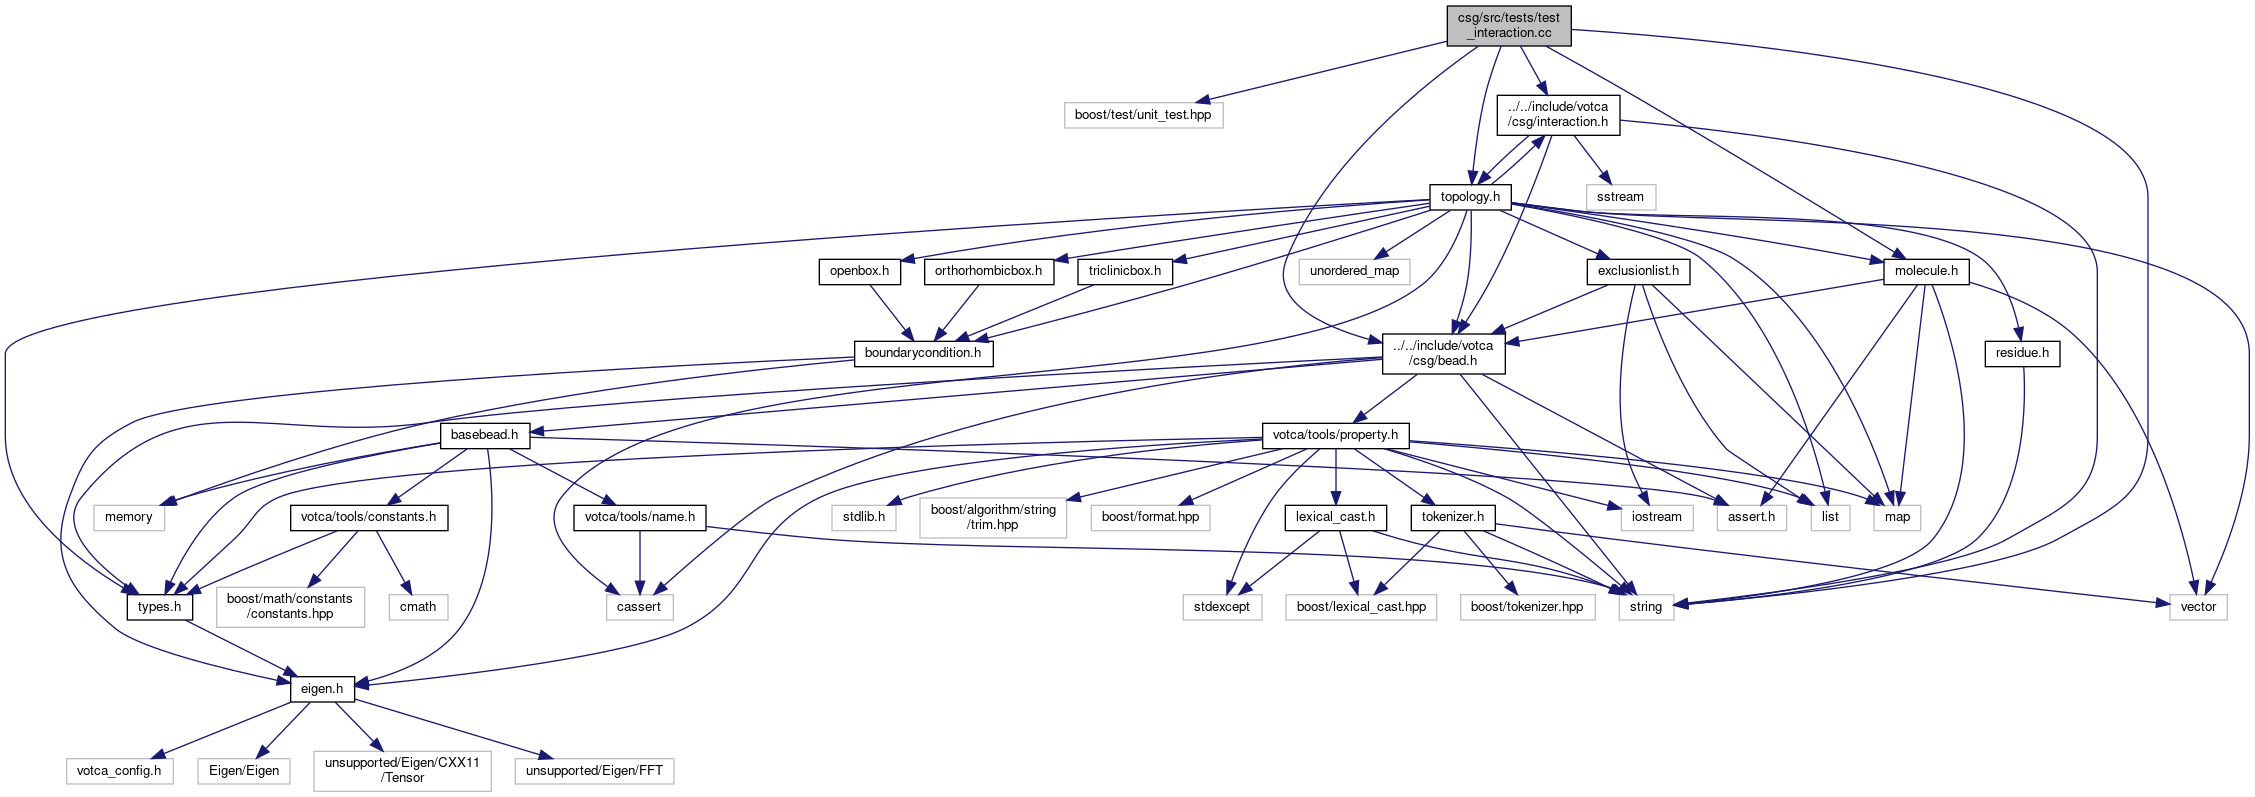 csg/src/tests/test
_interaction.cc
boost/test/unit_test.hpp
../../include/votca
/csg/interaction.h
topology.h
sstream
openbox.h
orthorhombicbox.h
triclinicbox.h
unordered_map
exclusionlist.h
molecule.h
boundarycondition.h
../../include/votca
/csg/bead.h
residue.h
basebead.h
votca/tools/property.h
memory
votca/tools/constants.h
votca/tools/name.h
stdlib.h
boost/algorithm/string
/trim.hpp
boost/format.hpp
lexical_cast.h
tokenizer.h
iostream
assert.h
list
map
types.h
boost/math/constants
/constants.hpp
cmath
cassert
stdexcept
boost/lexical_cast.hpp
boost/tokenizer.hpp
string
vector
eigen.h
votca_config.h
Eigen/Eigen
unsupported/Eigen/CXX11
/Tensor
unsupported/Eigen/FFT